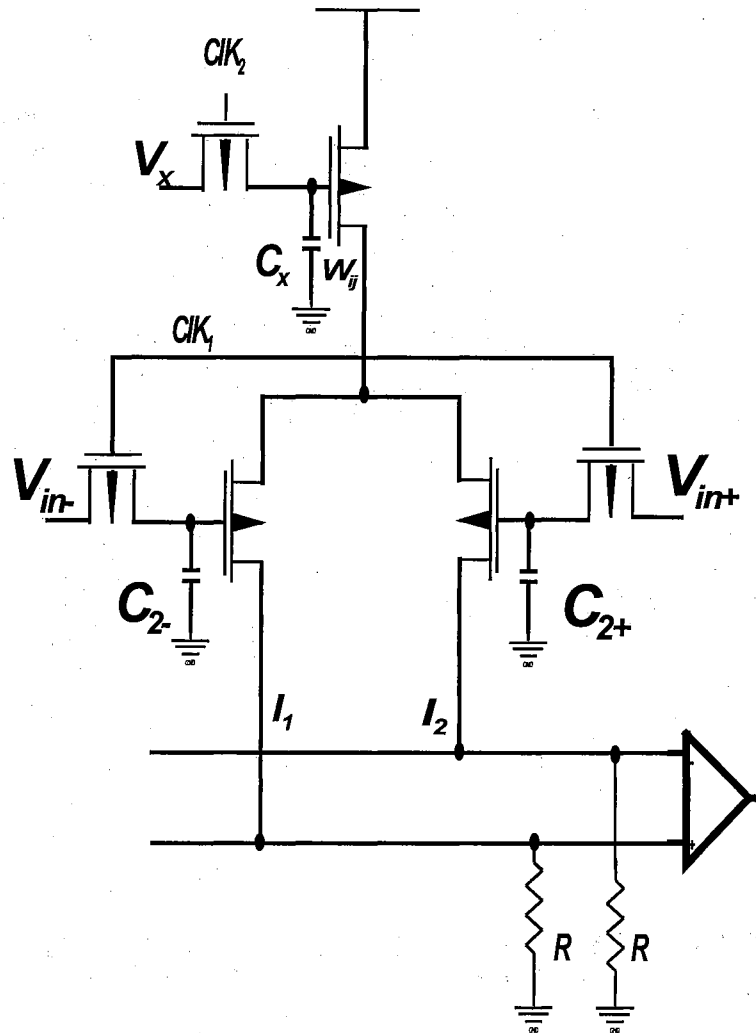 ClK₂
Vₓ
Cₓ
Wᵢⱼ
GND
ClK₁
Vᵢₙ₋
Vᵢₙ₊
C₂₋
C₂₊
GND
GND
I₁
I₂
-
+
R
R
GND
GND